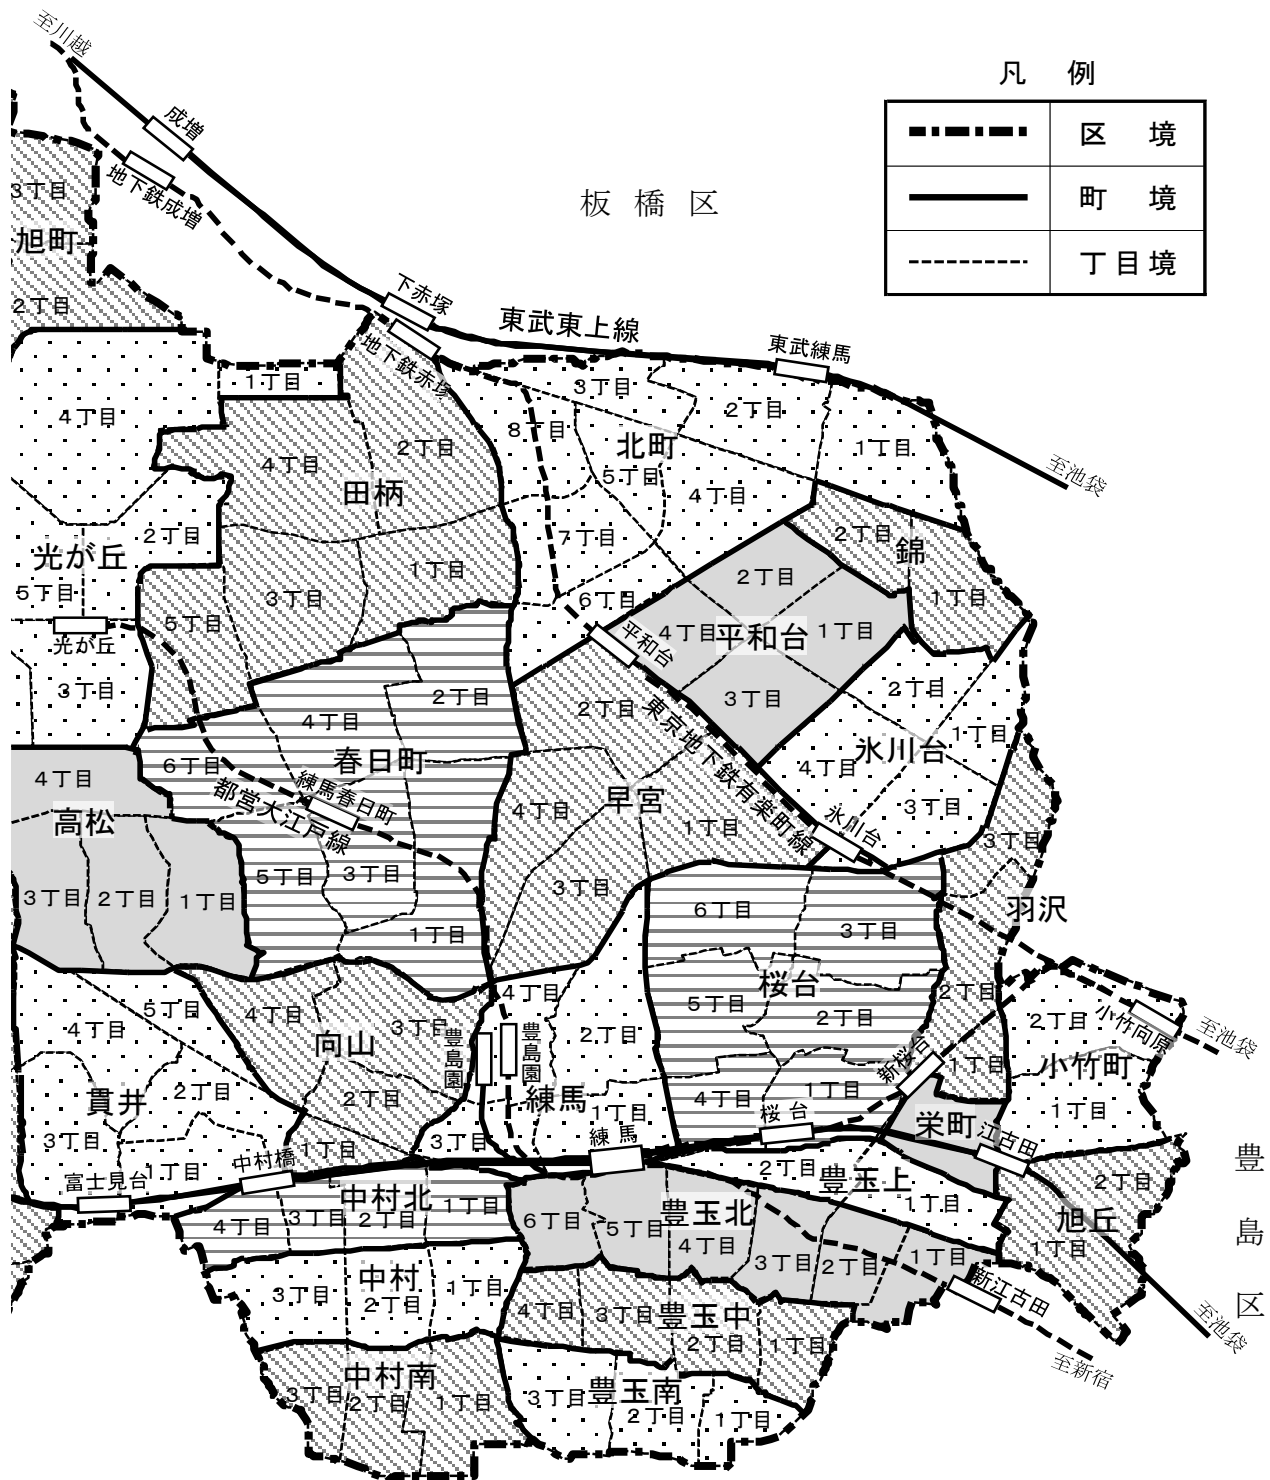 至川越
凡　例
成増
区　境
地下鉄成増
町　境
板橋区
丁目境
3丁目
旭町
2丁目
下赤塚
東武東上線
東武練馬
地下鉄赤塚
1丁目
4丁目
3丁目
2丁目
8丁目
北町
1丁目
2丁目
4丁目
田柄
5丁目
4丁目
至池袋
光が丘
2丁目
5丁目
光が丘
3丁目
7丁目
6丁目
1丁目
3丁目
5丁目
2丁目
錦
1丁目
2丁目
4丁目
平和台
1丁目
3丁目
平和台
2丁目
4丁目
春日町
6丁目
練馬春日町
都営大江戸線
5丁目
3丁目
1丁目
2丁目
東京地下鉄有楽町線
4丁目
早宮
1丁目
3丁目
2丁目
1丁目
氷川台
4丁目
3丁目
氷川台
4丁目
高松
3丁目
2丁目
1丁目
3丁目
羽沢
2丁目
1丁目
6丁目
3丁目
桜台
5丁目
2丁目
4丁目
1丁目
新桜台
桜台
5丁目
4丁目
貫井
2丁目
3丁目
1丁目
富士見台
4丁目
向山
3丁目
2丁目
1丁目
中村橋
豊島園
豊島園
4丁目
2丁目
練馬
1丁目
3丁目
練馬
2丁目
小竹向原
至池袋
小竹町
1丁目
栄町
江古田
2丁目
豊玉上
1丁目
豊島区
2丁目
旭丘
1丁目
至池袋
中村北
1丁目
2丁目
3丁目
4丁目
豊玉北
6丁目
5丁目
4丁目
3丁目
2丁目
1丁目
新江古田
至新宿
中村
3丁目
2丁目
1丁目
4丁目
3丁目
豊玉中
2丁目
1丁目
中村南
3丁目
2丁目
1丁目
豊玉南
3丁目
2丁目
1丁目